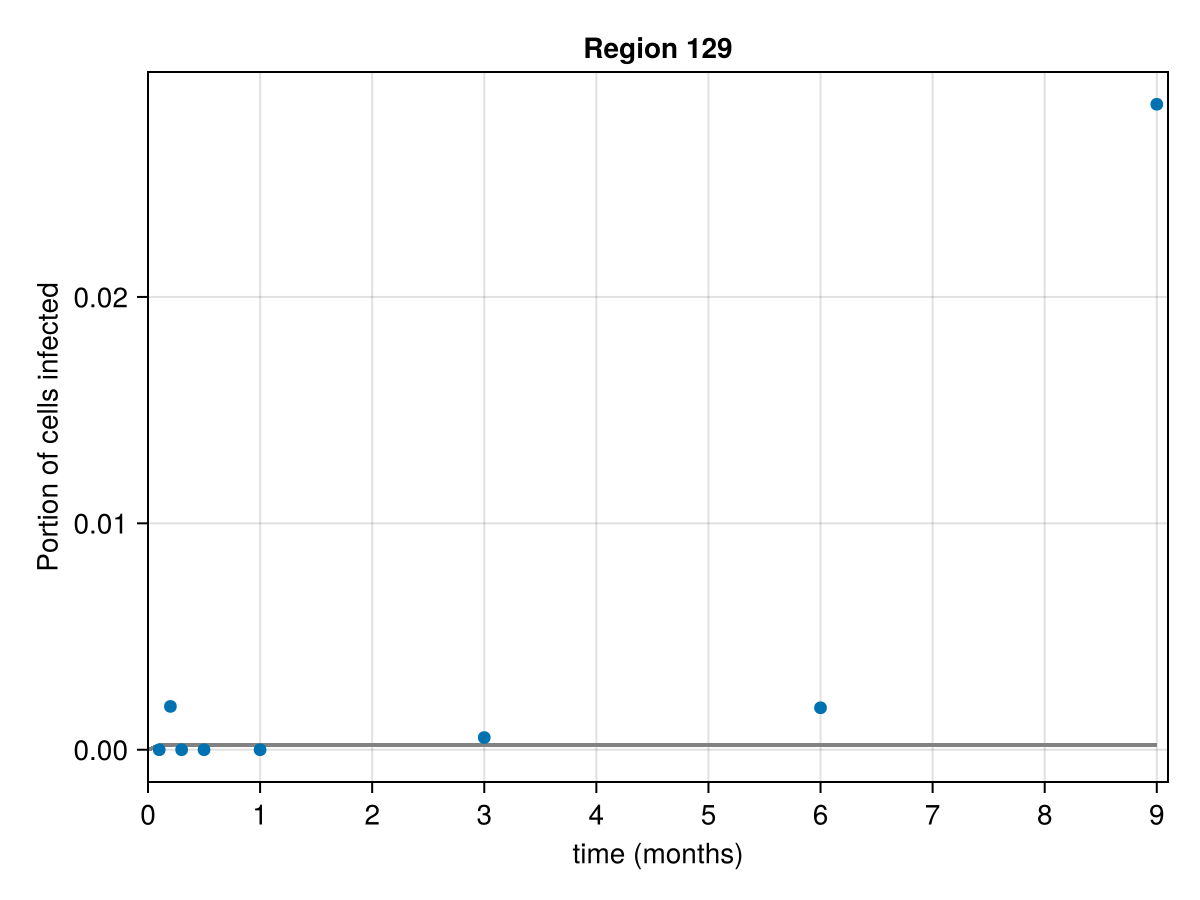 Region 129
Portion of cells infected
0.02
0.01
0.00
0 1 2 3 4 5 6 7 8 9
time (months)